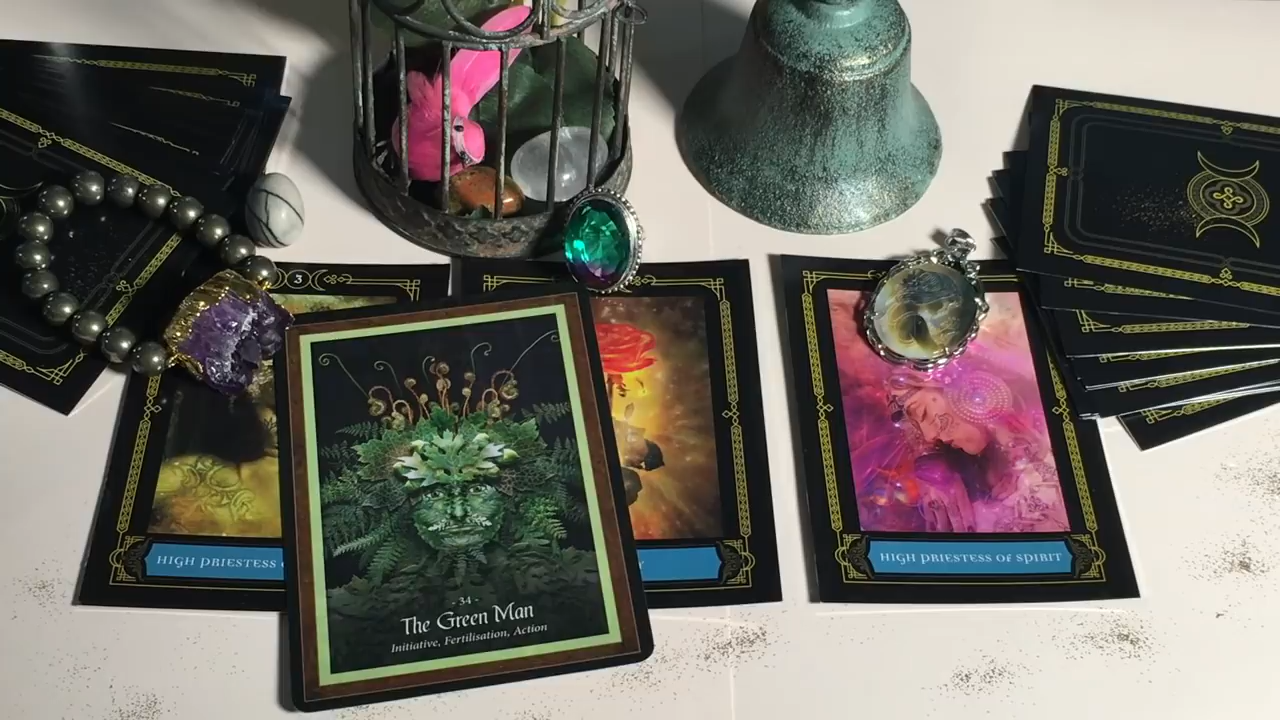 3
HIGH PRIESTESS
- 34 -
The Green Man
Initiative, Fertilisation, Action
HIGH PRIESTESS OF SPIRIT